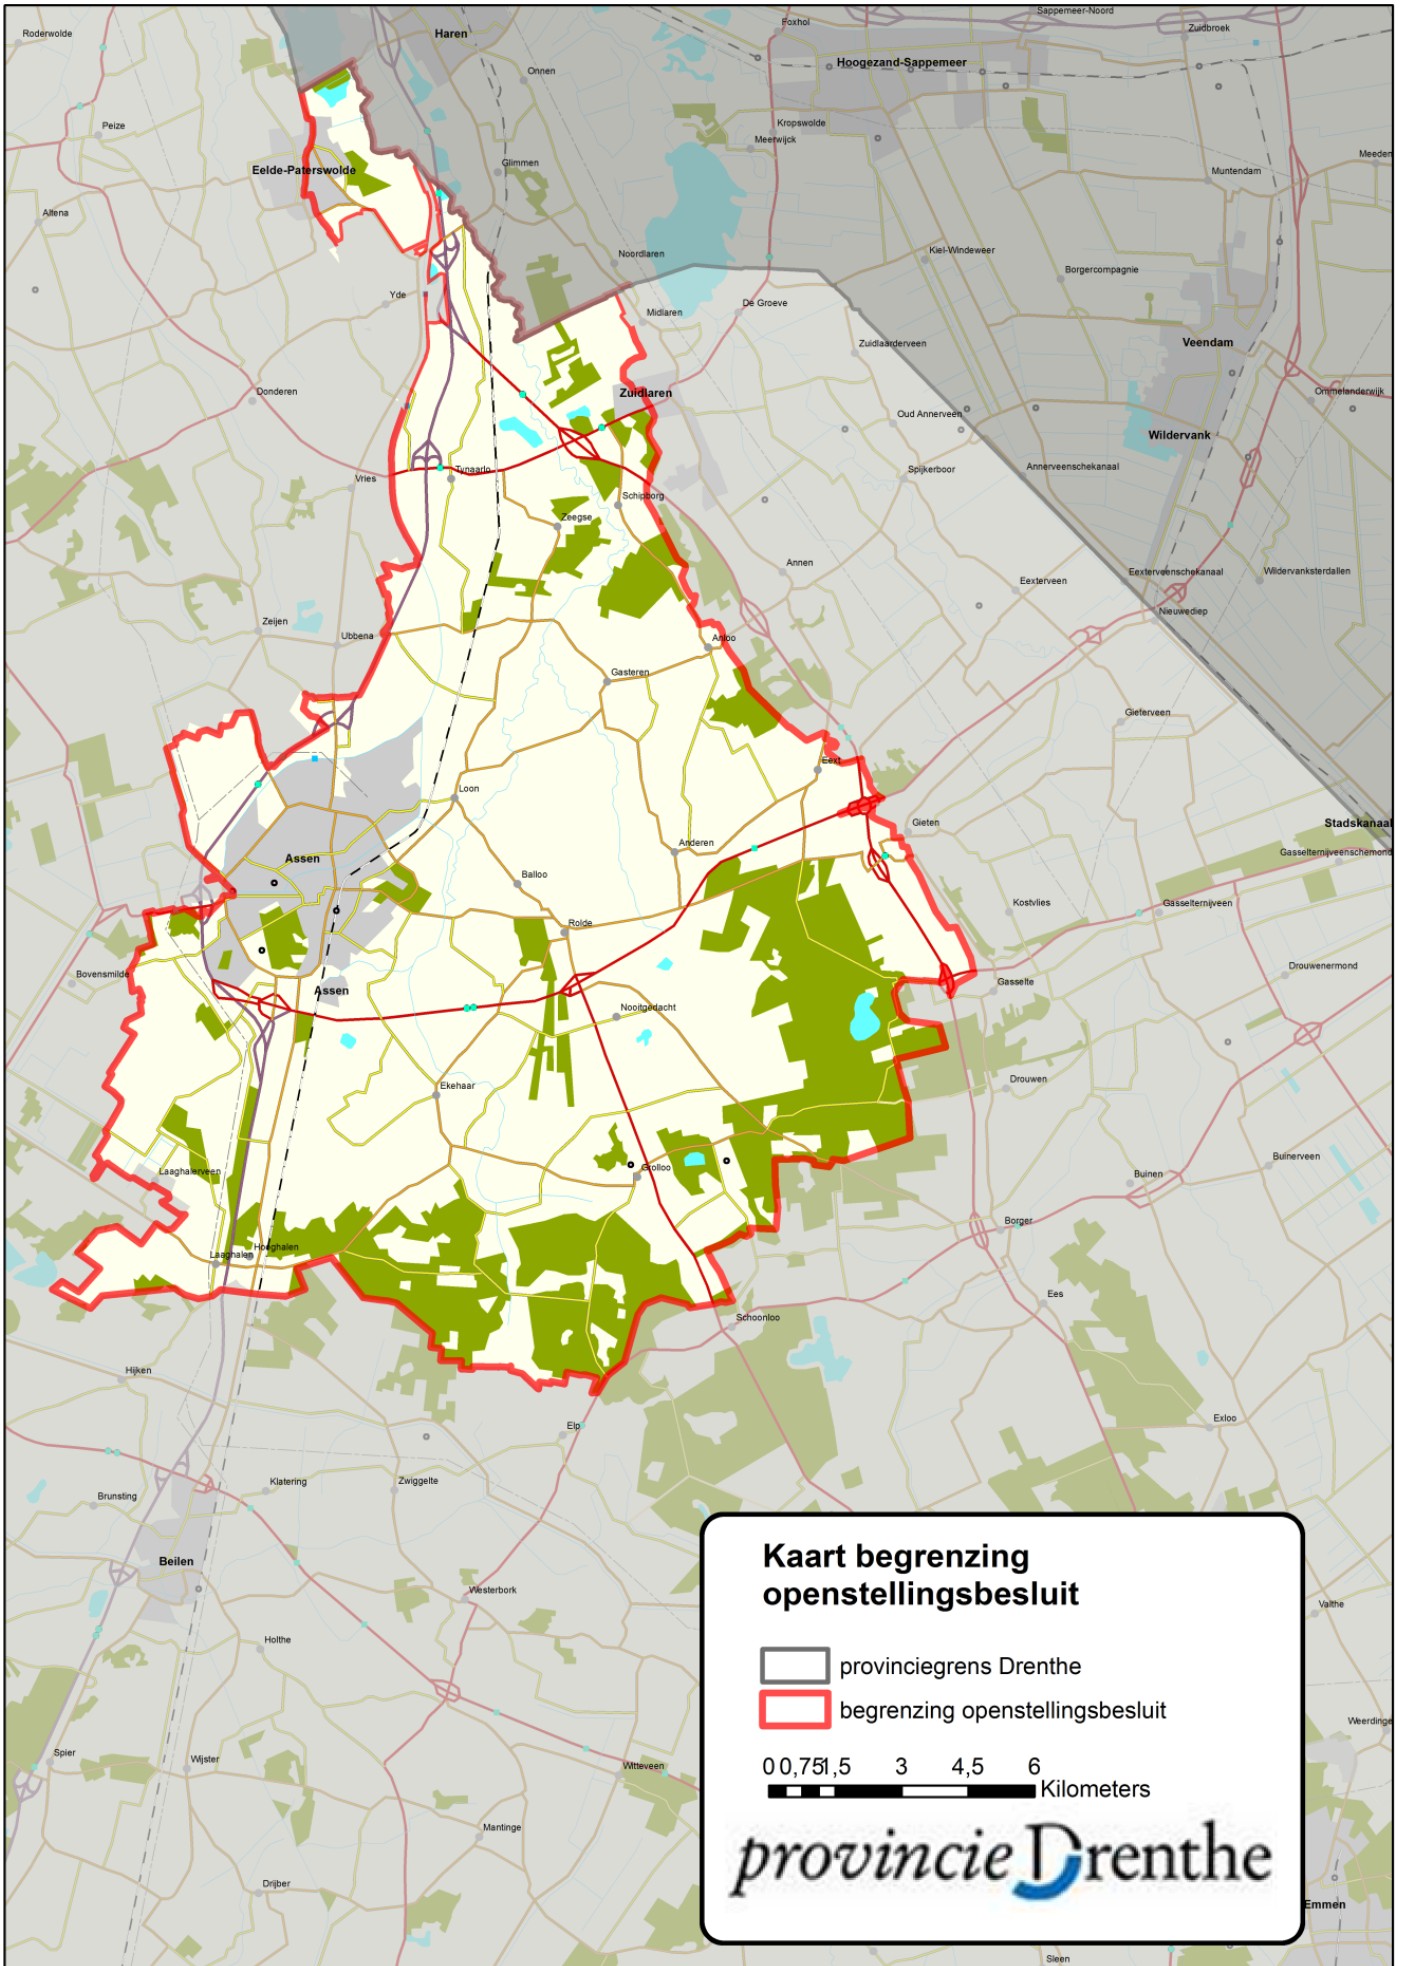 Roderwolde
Haren
Foxhol
Sappemeer-Noord
Zuidbroek
Onnen
Hoogezand-Sappemeer
Peize
Kropswolde
Meerwijck
Meeden
Eelde-Paterswolde
Glimmen
Muntendam
Altena
Noordlaren
Kiel-Windeweer
Borgercompagnie
Yde
Midlaren
De Groeve
Zuidlaarderveen
Veendam
Donderen
Zuidlaren
Ommelanderwijk
Oud Annerveen
Wildervank
Vries
Tynaarlo
Spijkerboor
Annerveenschekanaal
Schipborg
Zeegse
Annen
Eexterveen
Eexterveenschekanaal
Wildervanksterdallen
Nieuwediep
Zeijen
Ubbena
Anloo
Gasteren
Gieterveen
Eext
Loon
Gieten
Stadskanaal
Anderen
Gasselternijveenschemond
Assen
Balloo
Kostvlies
Gasselternijveen
Rolde
Bovensmilde
Assen
Gasselte
Drouwenermond
Nooitgedacht
Ekehaar
Drouwen
Laaghalerveen
Grolloo
Buinerveen
Buinen
Borger
Laaghalen
Hooghalen
Ees
Schoonloo
Hijken
Elp
Exloo
Klatering
Zwiggelte
Brunsting
Beilen
Westerbork
Valthe
Holthe
Weerdinge
Spier
Wijster
Witteveen
Mantinge
Drijber
Emmen
Sleen
Kaart begrenzing
openstellingsbesluit
provinciegrens Drenthe
begrenzing openstellingsbesluit
0 0,75 1,5 3 4,5 6
Kilometers
provincie Drenthe